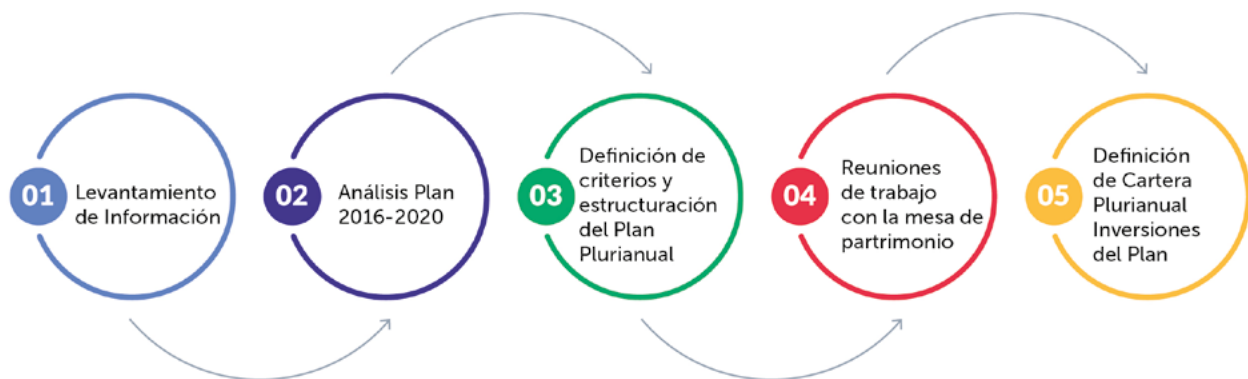 01
Levantamiento
de Información
02
Análisis Plan
2016-2020
03
Definición de
criterios y
estructuración
del Plan
Plurianual
04
Reuniones
de trabajo
con la mesa de
partrimonio
05
Definición
de Cartera
Plurianual
Inversiones
del Plan